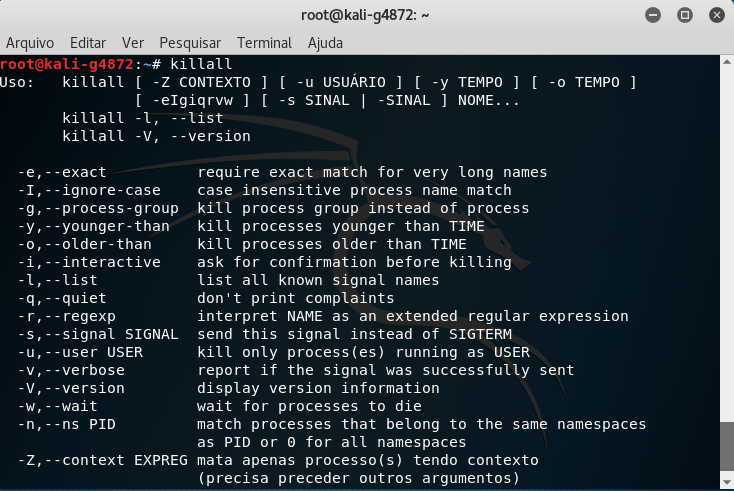 root@kali-g4872: ~
Arquivo Editar Ver Pesquisar Terminal Ajuda
root@kali-g4872:~# killall
Uso:   killall [ -Z CONTEXTO ] [ -u USUÁRIO ] [ -y TEMPO ] [ -o TEMPO ]
               [ -eIgiqrvw ] [ -s SINAL | -SINAL ] NOME...
       killall -l, --list
       killall -V, --version

  -e,--exact          require exact match for very long names
  -I,--ignore-case    case insensitive process name match
  -g,--process-group  kill process group instead of process
  -y,--younger-than   kill processes younger than TIME
  -o,--older-than     kill processes older than TIME
  -i,--interactive    ask for confirmation before killing
  -l,--list           list all known signal names
  -q,--quiet          don't print complaints
  -r,--regexp         interpret NAME as an extended regular expression
  -s,--signal SIGNAL  send this signal instead of SIGTERM
  -u,--user USER      kill only process(es) running as USER
  -v,--verbose        report if the signal was successfully sent
  -V,--version        display version information
  -w,--wait           wait for processes to die
  -n,--ns PID         match processes that belong to the same namespaces
                      as PID or 0 for all namespaces
  -Z,--context EXPREG mata apenas processo(s) tendo contexto
                      (precisa preceder outros argumentos)